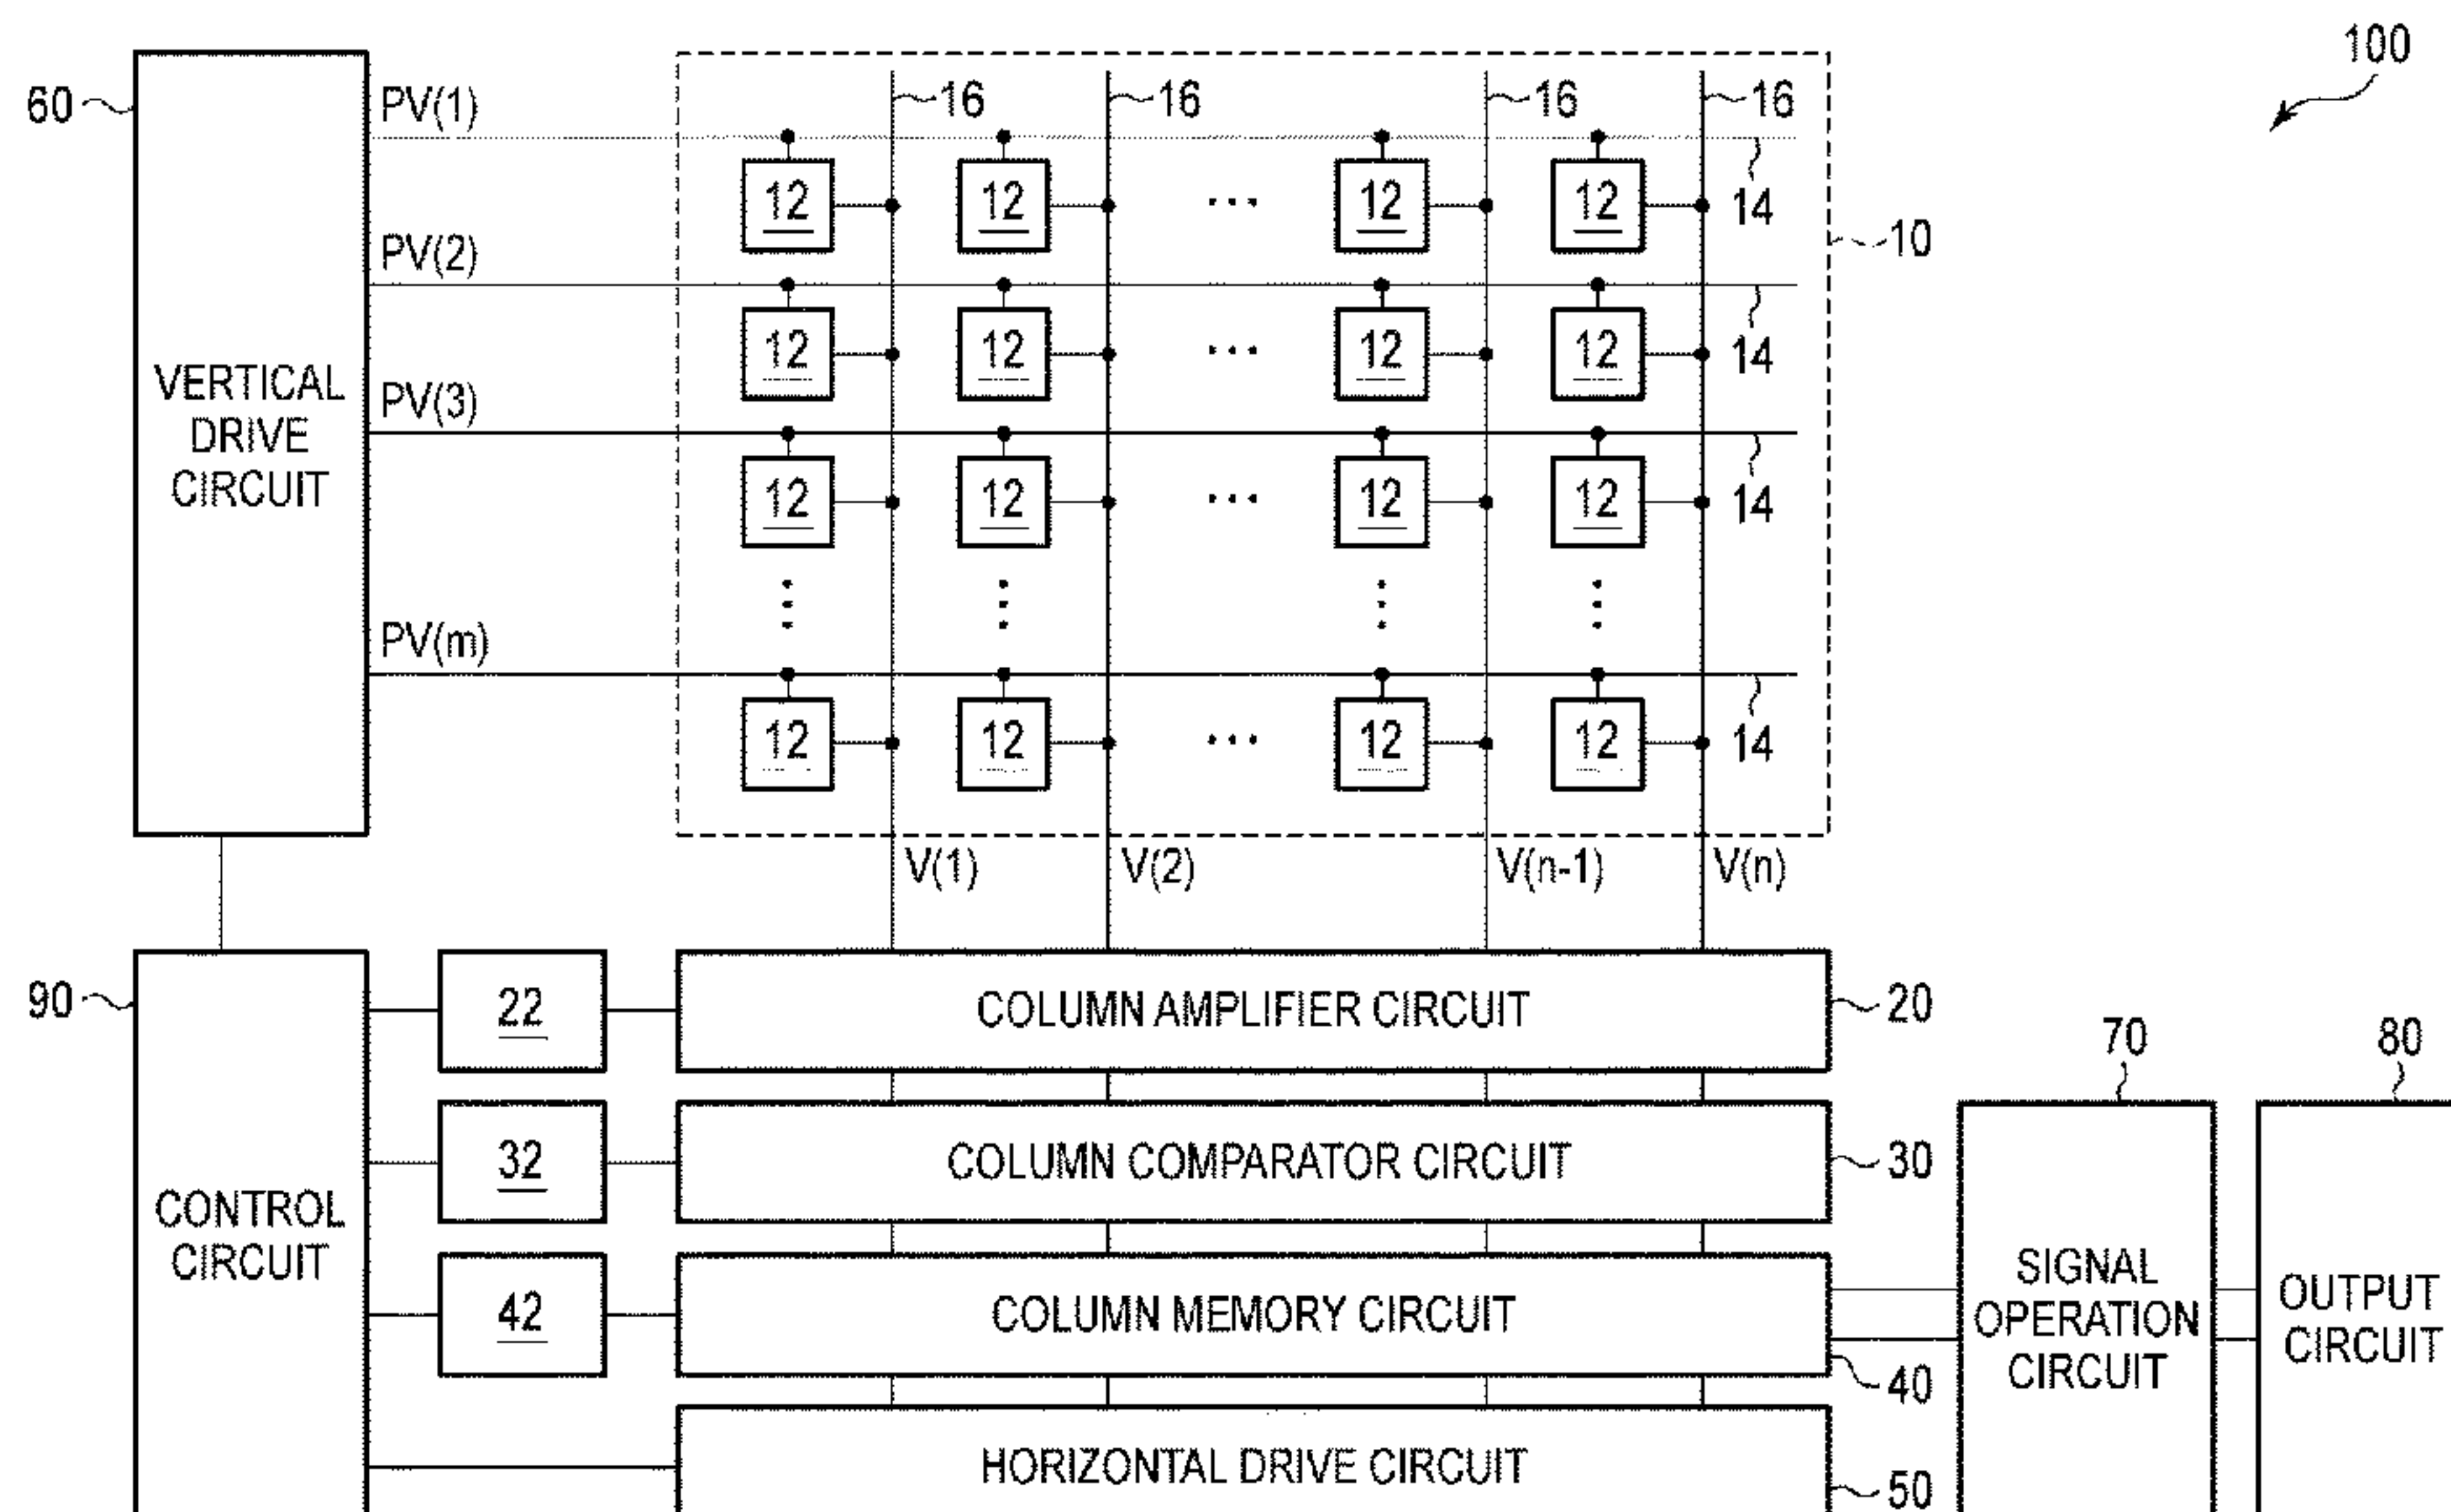 100
60
PV(1)
16 16 16 16
12 12 ... 12 12
14
10
PV(2)
12 12 ... 12 12
14
VERTICAL
DRIVE
CIRCUIT
PV(3)
12 12 ... 12 12
14
PV(m)
12 12 ... 12 12
14
V(1) V(2) V(n-1) V(n)
90
CONTROL
CIRCUIT
22
COLUMN AMPLIFIER CIRCUIT
20
32
COLUMN COMPARATOR CIRCUIT
30
42
COLUMN MEMORY CIRCUIT
40
HORIZONTAL DRIVE CIRCUIT
50
70
SIGNAL
OPERATION
CIRCUIT
80
OUTPUT
CIRCUIT